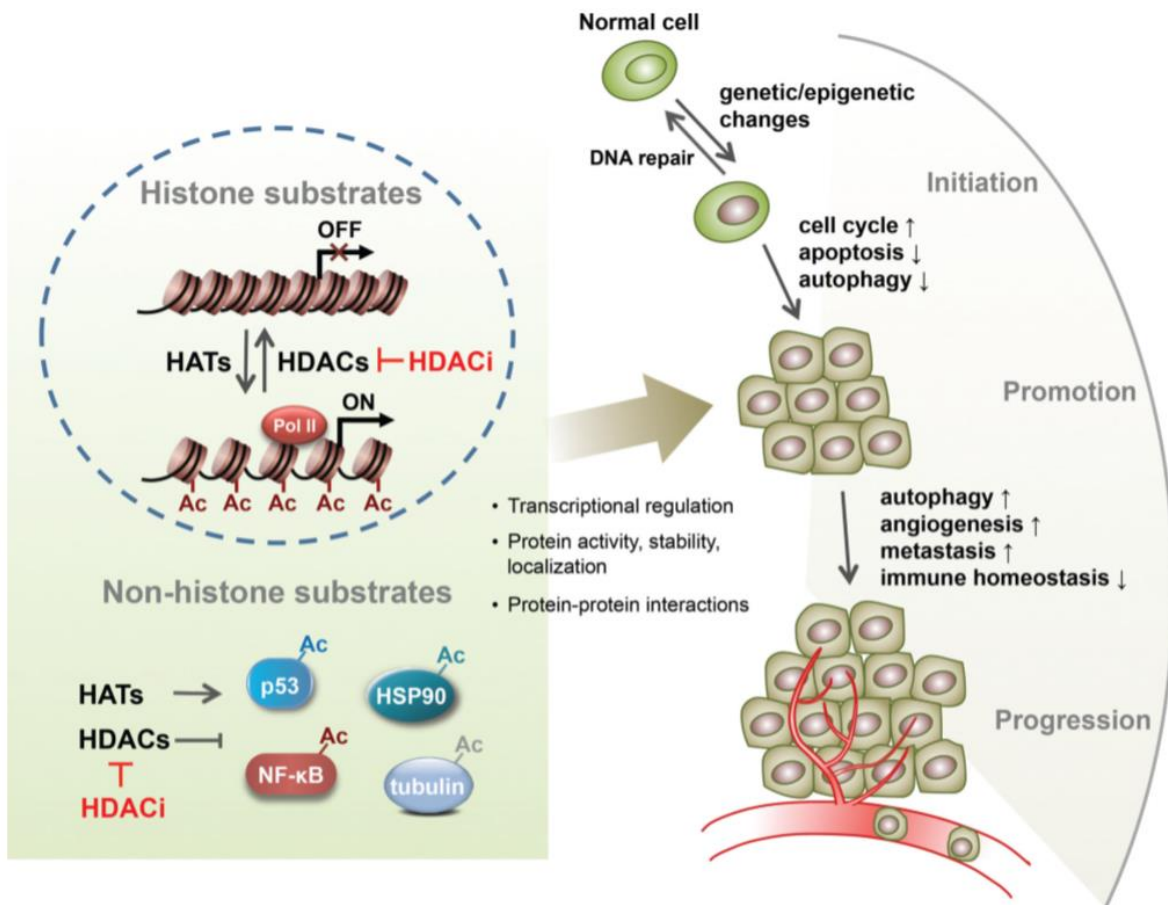 Histone substrates
OFF
HATs
HDACs
HDACi
Pol II
ON
Ac Ac Ac Ac Ac
Non-histone substrates
HATs
HDACs
HDACi
Ac
p53
Ac
HSP90
Ac
NF-κB
Ac
tubulin
• Transcriptional regulation
• Protein activity, stability,
localization
• Protein-protein interactions
Normal cell
genetic/epigenetic
changes
DNA repair
Initiation
cell cycle ↑
apoptosis ↓
autophagy ↓
Promotion
autophagy ↑
angiogenesis ↑
metastasis ↑
immune homeostasis ↓
Progression